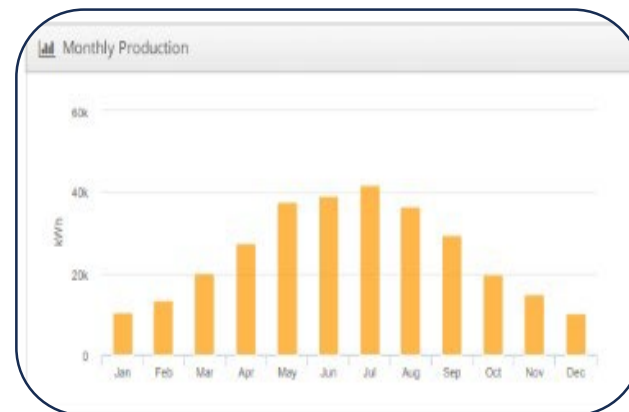 Monthly Production
60k
40k
20k
0
kWh
Jan Feb Mar Apr May Jun Jul Aug Sep Oct Nov Dec